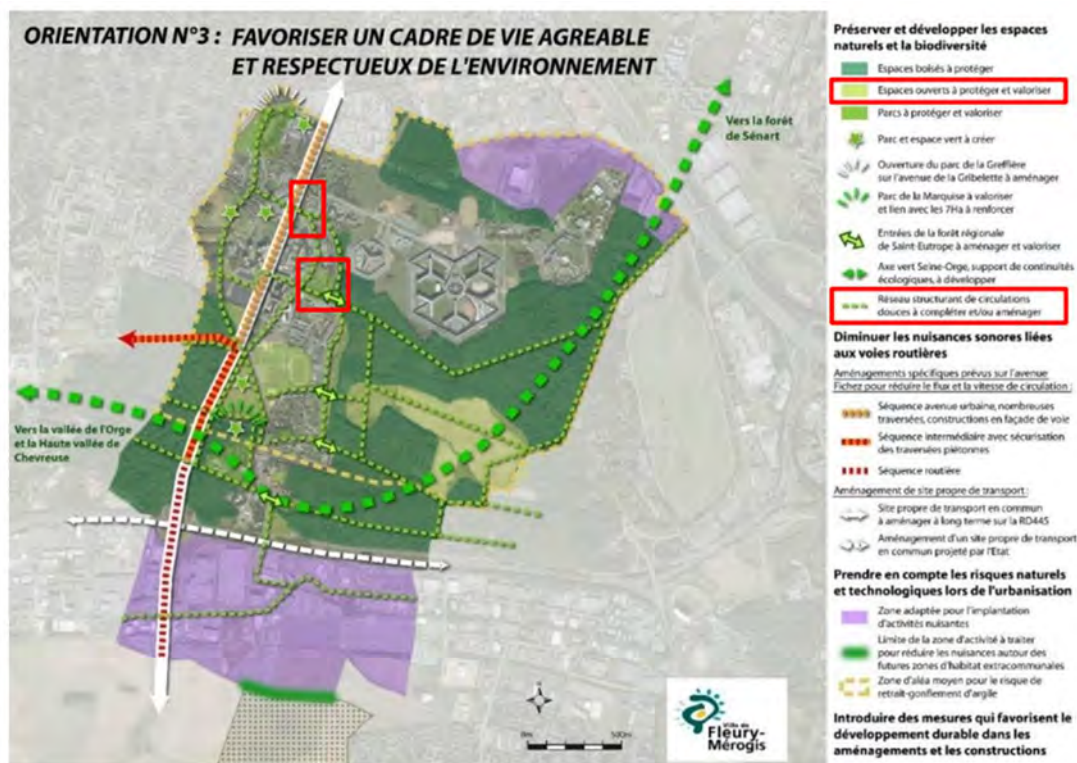 ORIENTATION N°3 : FAVORISER UN CADRE DE VIE AGREABLE
ET RESPECTUEUX DE L'ENVIRONNEMENT
Vers la forêt
de Sénart
Vers la vallée de l'Orge
et la Haute vallée de
Chevreuse
N
0m
500m
Ville de
Fleury-
Mérogis
Préserver et développer les espaces
naturels et la biodiversité
Espaces boisés à protéger
Espaces ouverts à protéger et valoriser
Parcs à protéger et valoriser
Parc et espace vert à créer
Ouverture du parc de la Greffière
sur l'avenue de la Gribelette à aménager
Parc de la Marquise à valoriser
et lien avec les 7Ha à renforcer
Entrées de la forêt régionale
de Saint-Eutrope à aménager et valoriser
Axe vert Seine-Orge, support de continuités
écologiques, à développer
Réseau structurant de circulations
douces à compléter et/ou aménager
Diminuer les nuisances sonores liées
aux voies routières
Aménagements spécifiques prévus sur l'avenue
Fichez pour réduire le flux et la vitesse de circulation :
Séquence avenue urbaine, nombreuses
traversées, constructions en façade de voie
Séquence intermédiaire avec sécurisation
des traversées piétonnes
Séquence routière
Aménagement de site propre de transport :
Site propre de transport en commun
à aménager à long terme sur la RD445
Aménagement d'un site propre de transport
en commun projeté par l'Etat
Prendre en compte les risques naturels
et technologiques lors de l'urbanisation
Zone adaptée pour l'implantation
d'activités nuisantes
Limite de la zone d'activité à traiter
pour réduire les nuisances autour des
futures zones d'habitat extracommunales
Zone d'aléa moyen pour le risque de
retrait-gonflement d'argile
Introduire des mesures qui favorisent le
développement durable dans les
aménagements et les constructions